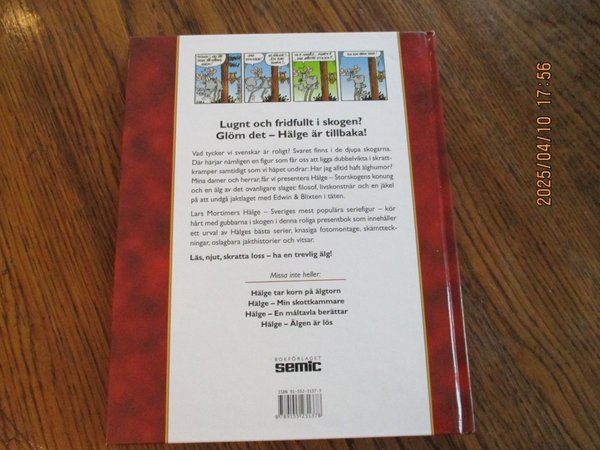 Lugnt och fridfullt i skogen?
Glöm det – Hälge är tillbaka!
Vad tycker vi svenskar är roligt? Svaret finns i de djupa skogarna.
Där härjar nämligen en figur som får oss att ligga dubbelvikta i skratt-
kramper samtidigt som vi häpet undrar: Har jag alltid haft älghumor?
Mina damer och herrar, får vi presentera Hälge – Storskogens konung
och en älg av det ovanligare slaget: filosof, livskonstnär och en jäkel
på att undgå jaktlaget med Edwin & Blixten i täten.
Lars Mortimers Hälge – Sveriges mest populära seriefigur – kör
hårt med gubbarna i skogen i denna roliga presentbok som innehåller
ett urval av Hälges bästa serier, knasiga fotomontage, skämtteck-
ningar, oslagbara jakthistorier och vitsar.
Läs, njut, skratta loss – ha en trevlig älg!
Missa inte heller:
Hälge tar korn på älgtorn
Hälge – Min skottkammare
Hälge – En måltavla berättar
Hälge – Älgen är lös
BOKFÖRLAGET
semic
ISBN 91-552-3137-7
9789155231378
2025/04/10 17:56